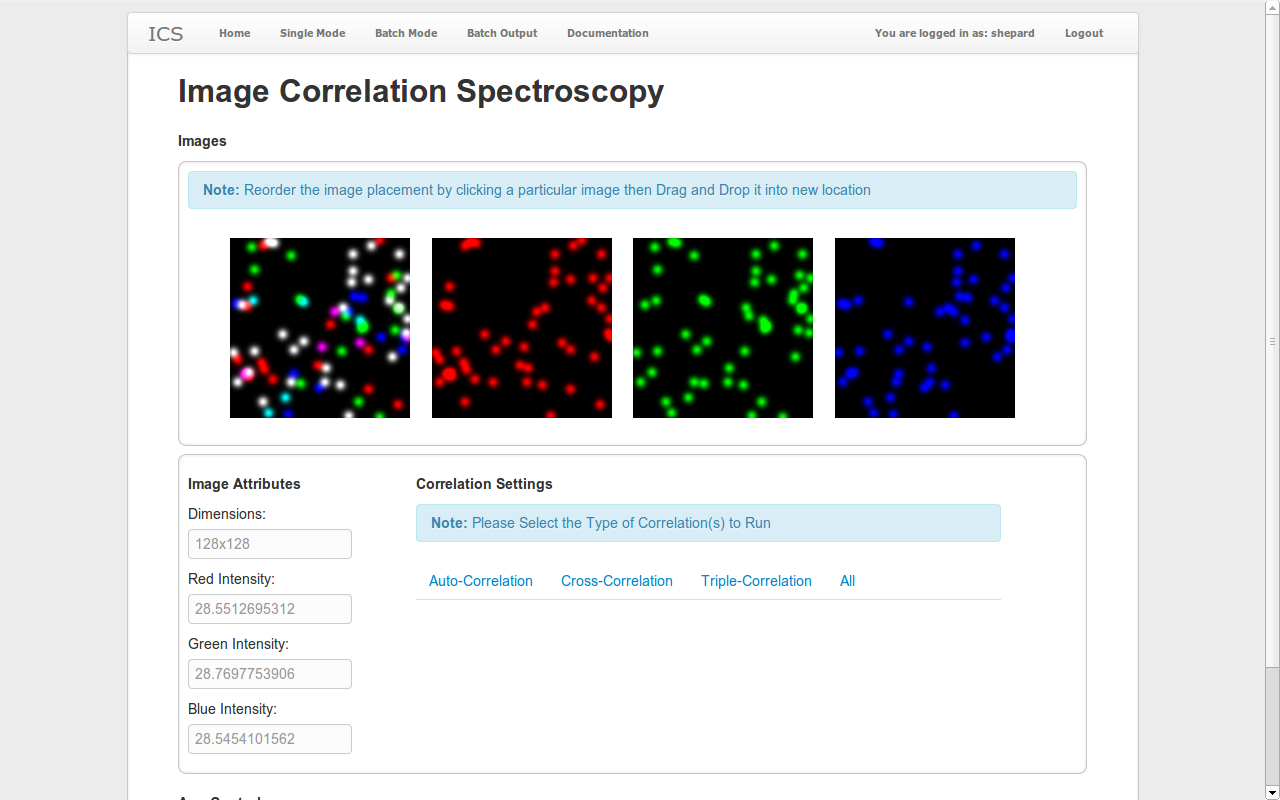 ICS Home Single Mode Batch Mode Batch Output Documentation You are logged in as: shepard Logout
Image Correlation Spectroscopy
Images
Note: Reorder the image placement by clicking a particular image then Drag and Drop it into new location
Image Attributes
Correlation Settings
Dimensions:
128x128
Note: Please Select the Type of Correlation(s) to Run
Red Intensity:
28.5512695312
Auto-Correlation Cross-Correlation Triple-Correlation All
Green Intensity:
28.7697753906
Blue Intensity:
28.5454101562